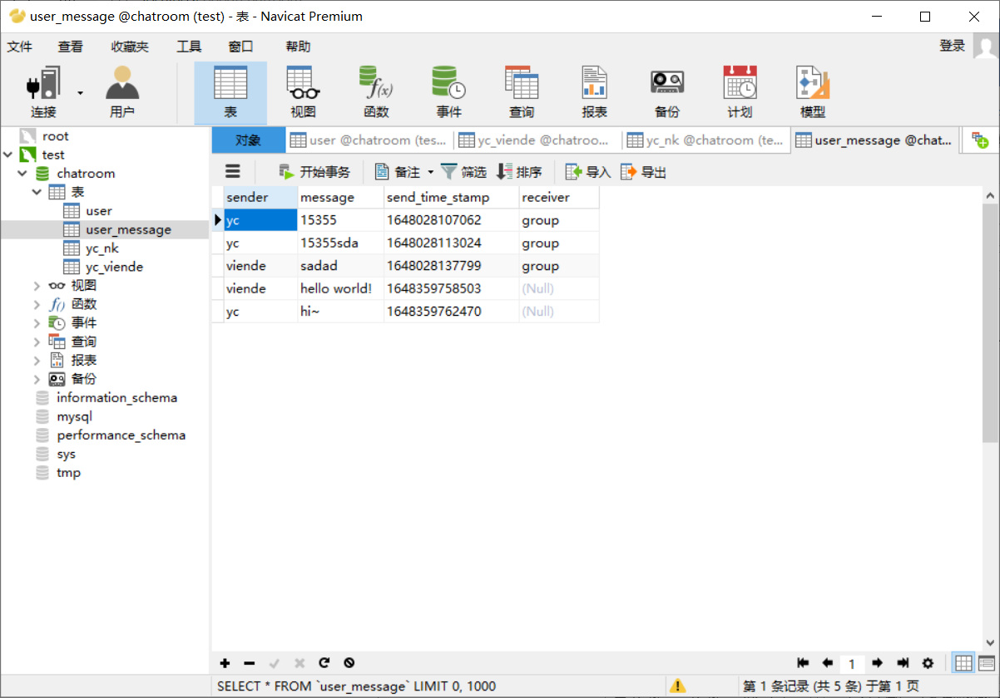 user_message @chatroom (test) - 表 - Navicat Premium
文件 查看 收藏夹 工具 窗口 帮助 登录
连接 用户 表 视图 函数 事件 查询 报表 备份 计划 模型
对象 user @chatroom (tes... yc_viende @chatroo... yc_nk @chatroom (te... user_message @chat...
开始事务 备注 筛选 排序 导入 导出
root
test
chatroom
表
user
user_message
yc_nk
yc_viende
视图
函数
事件
查询
报表
备份
information_schema
mysql
performance_schema
sys
tmp
sender message send_time_stamp receiver
yc 15355 1648028107062 group
yc 15355sda 1648028113024 group
viende sadad 1648028137799 group
viende hello world! 1648359758503 (Null)
yc hi~ 1648359762470 (Null)
1
SELECT * FROM `user_message` LIMIT 0, 1000 第 1 条记录 (共 5 条) 于第 1 页